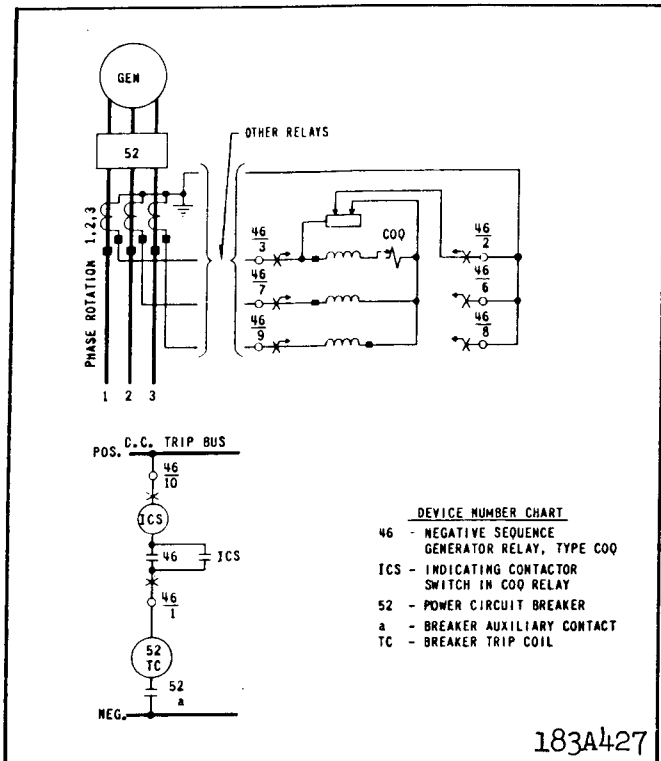 GEN
52
OTHER RELAYS
PHASE ROTATION 1,2,3
46
3
COQ
46
2
46
7
46
6
46
9
46
8
1 2 3
D.C. TRIP BUS
POS.
46
10
ICS
46
ICS
46
1
52
TC
52
a
NEG.
DEVICE NUMBER CHART
46 - NEGATIVE SEQUENCE
GENERATOR RELAY, TYPE COQ
ICS - INDICATING CONTACTOR
SWITCH IN COQ RELAY
52 - POWER CIRCUIT BREAKER
a - BREAKER AUXILIARY CONTACT
TC - BREAKER TRIP COIL
183A427